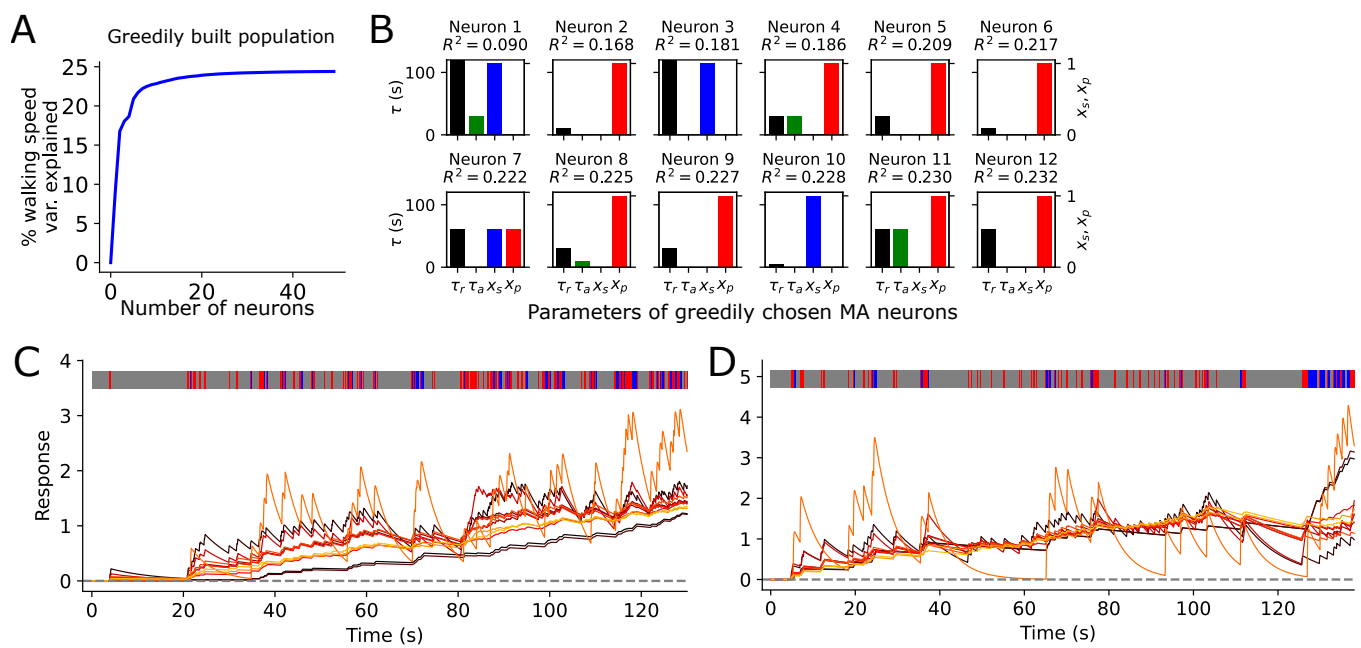 A
Greedily built population
% walking speed
var. explained
25
20
15
10
5
0
0 20 40
Number of neurons
B
Neuron 1 Neuron 2 Neuron 3 Neuron 4 Neuron 5 Neuron 6
R² = 0.090 R² = 0.168 R² = 0.181 R² = 0.186 R² = 0.209 R² = 0.217
τ (s)
100
0
1
0
xₛ, xₚ
Neuron 7 Neuron 8 Neuron 9 Neuron 10 Neuron 11 Neuron 12
R² = 0.222 R² = 0.225 R² = 0.227 R² = 0.228 R² = 0.230 R² = 0.232
τ (s)
100
0
1
0
xₛ, xₚ
τᵣ τₐ xₛ xₚ τᵣ τₐ xₛ xₚ τᵣ τₐ xₛ xₚ τᵣ τₐ xₛ xₚ τᵣ τₐ xₛ xₚ τᵣ τₐ xₛ xₚ
Parameters of greedily chosen MA neurons
C
Response
4
3
2
1
0
0 20 40 60 80 100 120
Time (s)
D
5
4
3
2
1
0
0 20 40 60 80 100 120
Time (s)